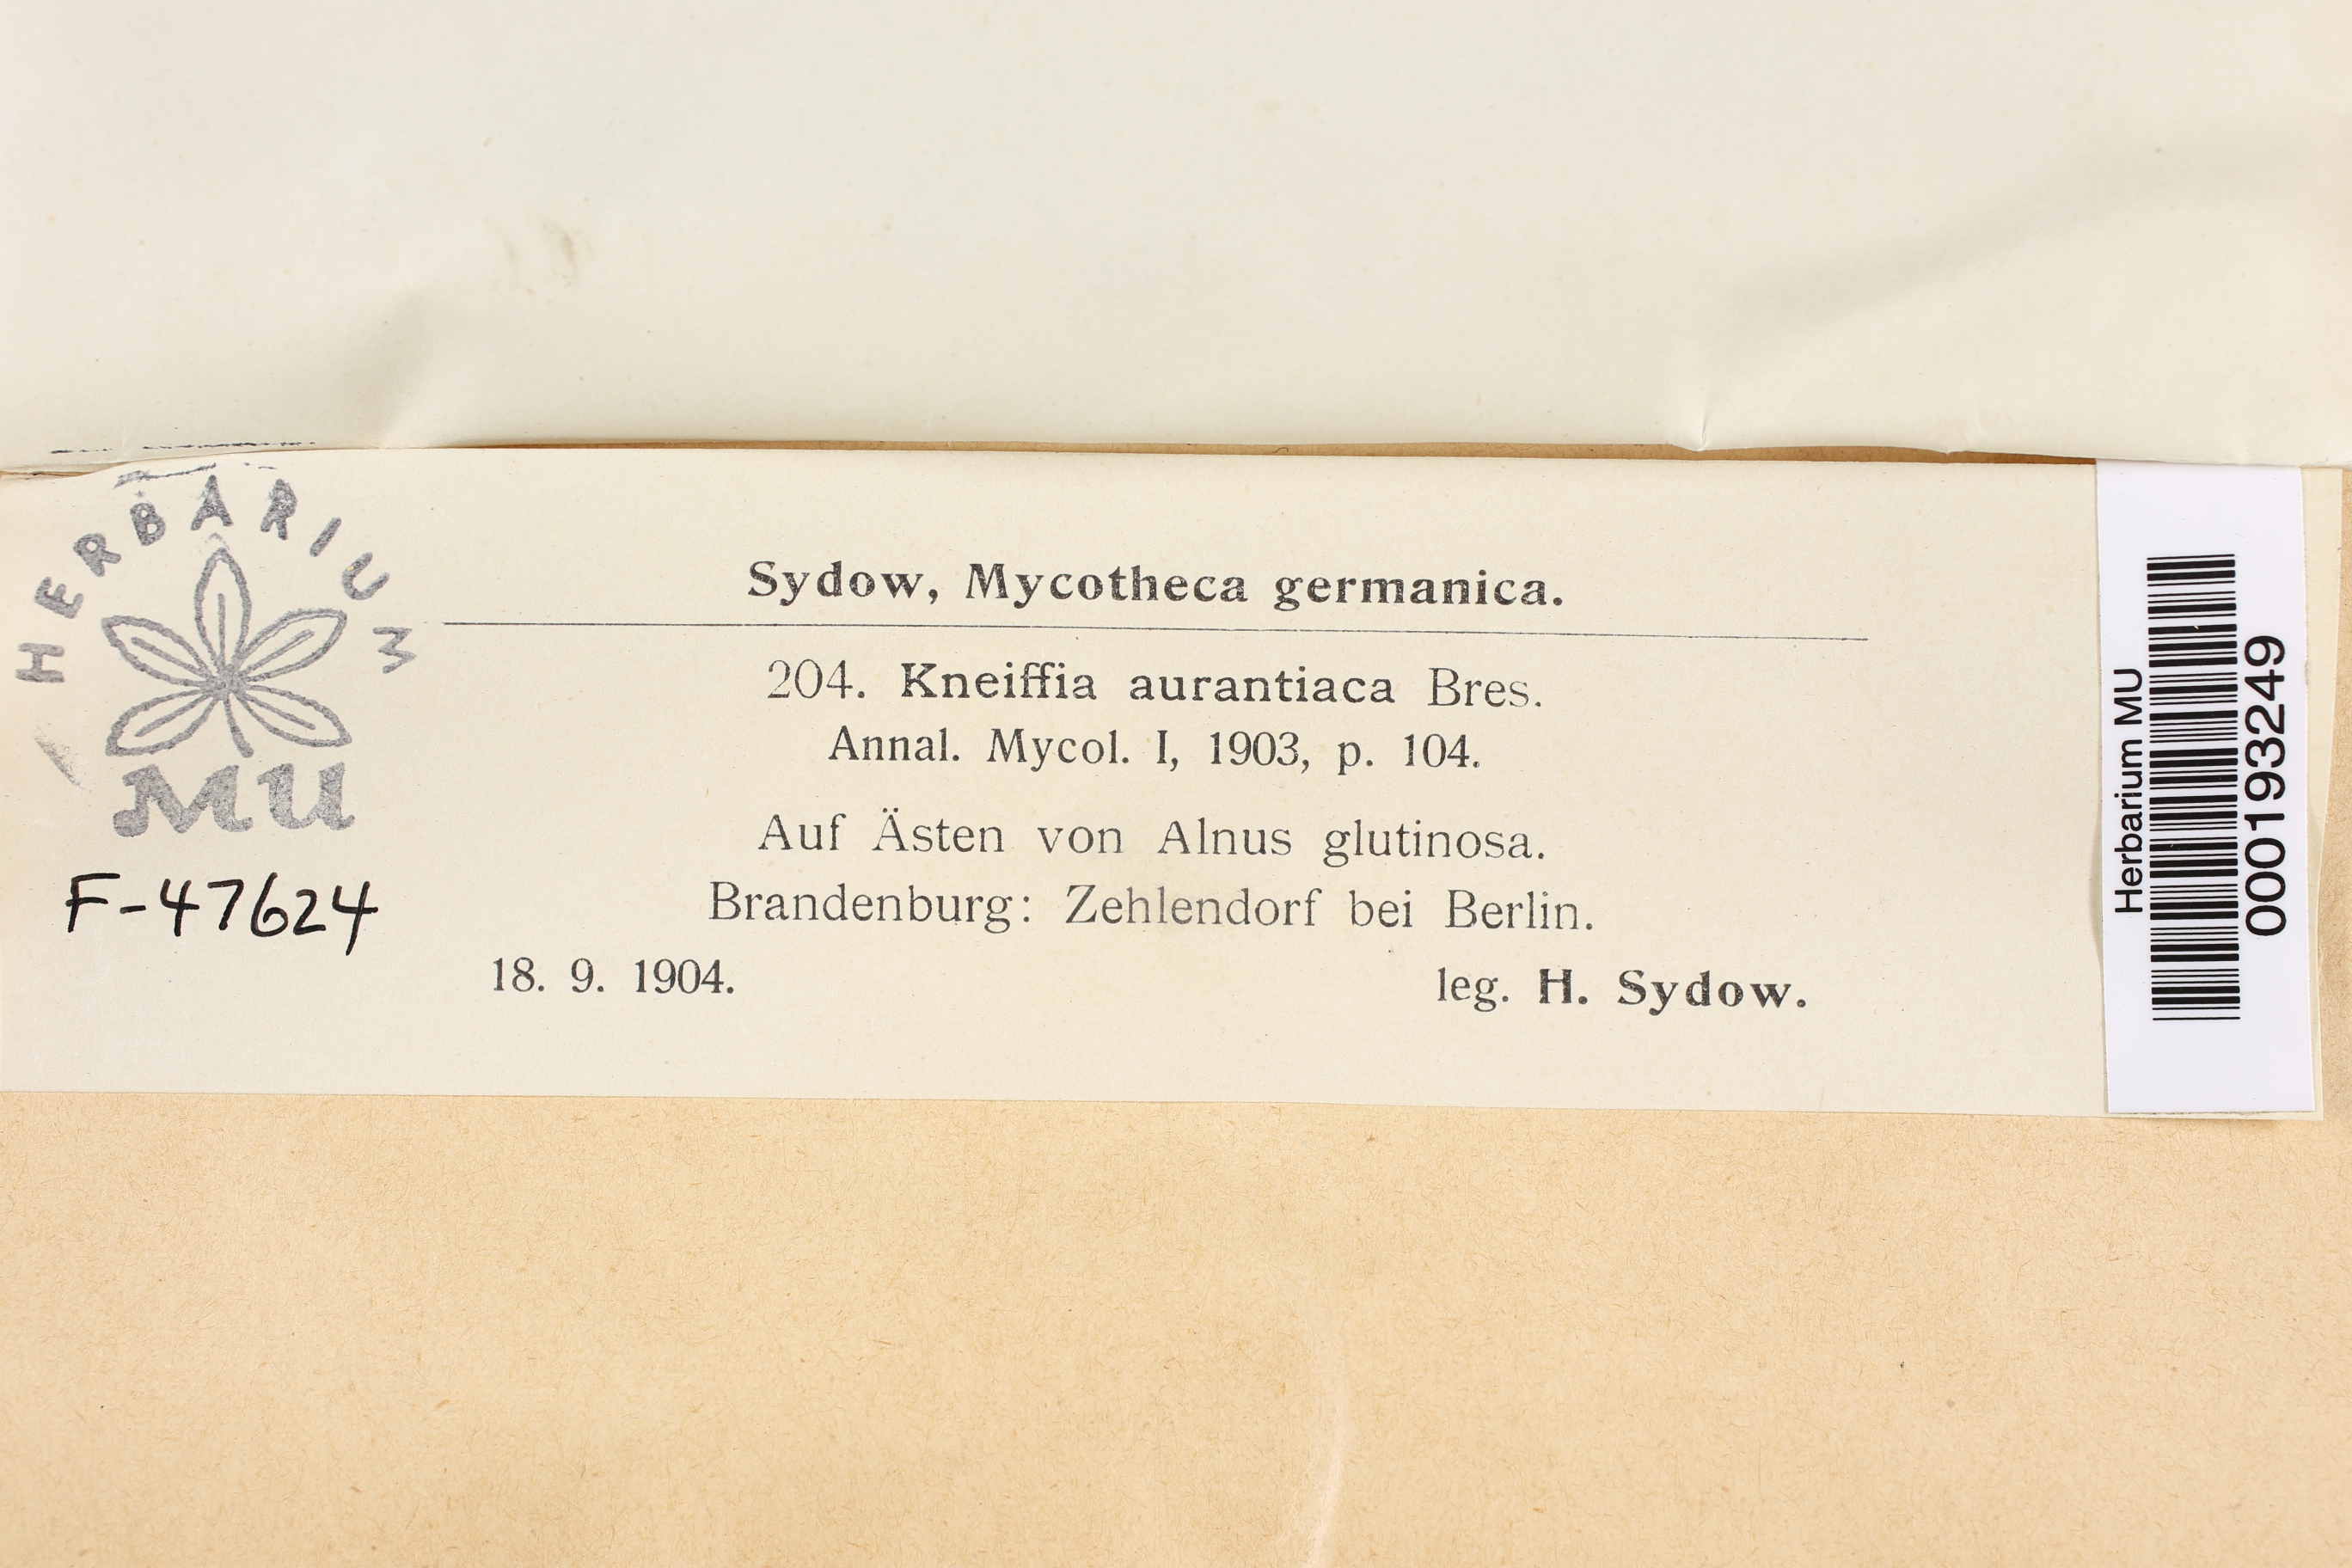 HERBARIUM
MU
F-47624
Sydow, Mycotheca germanica.
204. Kneiffia aurantiaca Bres.
Annal. Mycol. I, 1903, p. 104.
Auf Ästen von Alnus glutinosa.
Brandenburg: Zehlendorf bei Berlin.
18. 9. 1904. leg. H. Sydow.
Herbarium MU
000193249